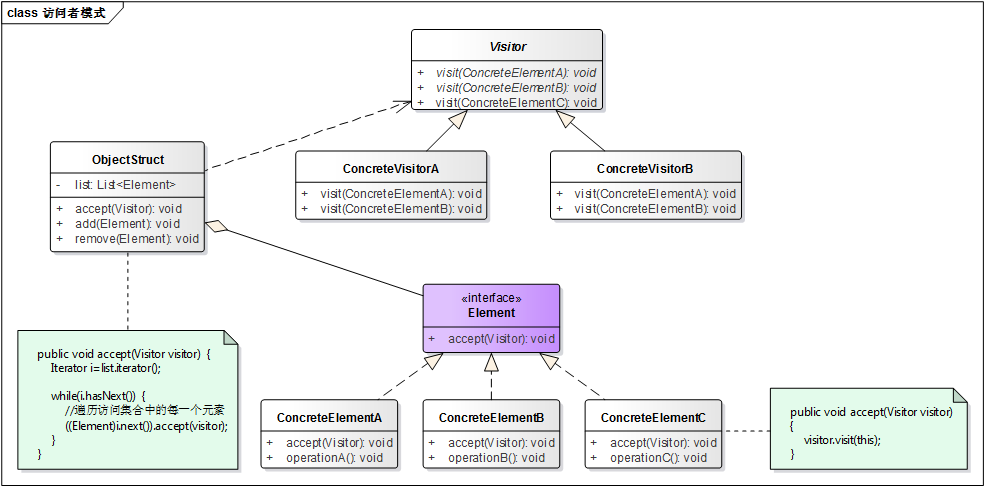 class 访问者模式
Visitor
+ visit(ConcreteElementA): void
+ visit(ConcreteElementB): void
+ visit(ConcreteElementC): void
ObjectStruct
- list: List<Element>
+ accept(Visitor): void
+ add(Element): void
+ remove(Element): void
ConcreteVisitorA
+ visit(ConcreteElementA): void
+ visit(ConcreteElementB): void
ConcreteVisitorB
+ visit(ConcreteElementA): void
+ visit(ConcreteElementB): void
«interface»
Element
+ accept(Visitor): void
public void accept(Visitor visitor) {
Iterator i=list.iterator();
while(i.hasNext()) {
//遍历访问集合中的每一个元素
((Element)i.next()).accept(visitor);
}
}
ConcreteElementA
+ accept(Visitor): void
+ operationA(): void
ConcreteElementB
+ accept(Visitor): void
+ operationB(): void
ConcreteElementC
+ accept(Visitor): void
+ operationC(): void
public void accept(Visitor visitor)
{
visitor.visit(this);
}